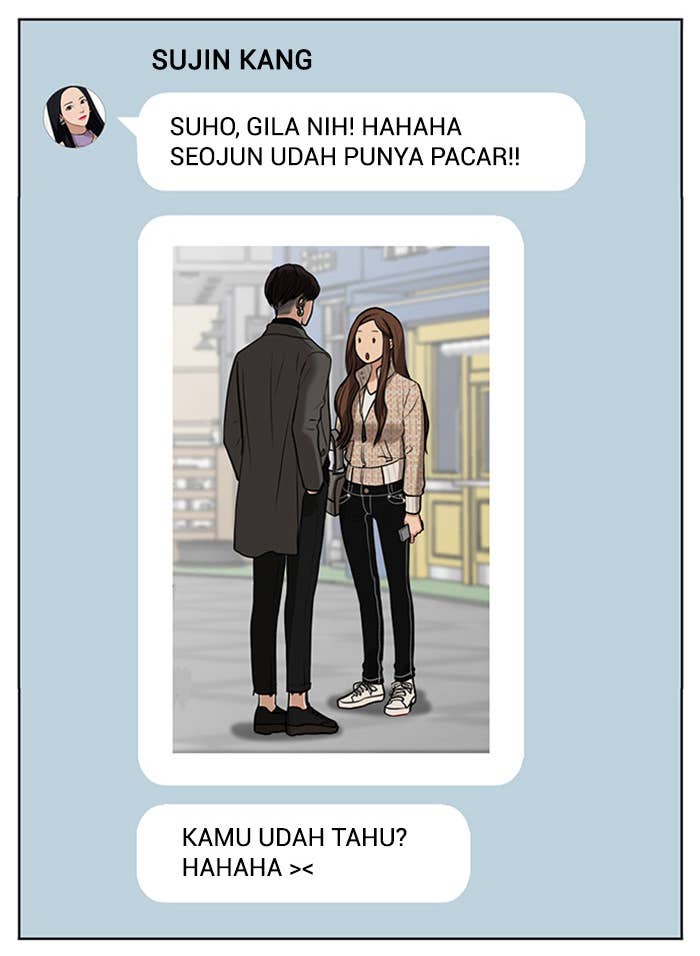 SUJIN KANG
SUHO, GILA NIH! HAHAHA
SEOJUN UDAH PUNYA PACAR!!
KAMU UDAH TAHU?
HAHAHA ><